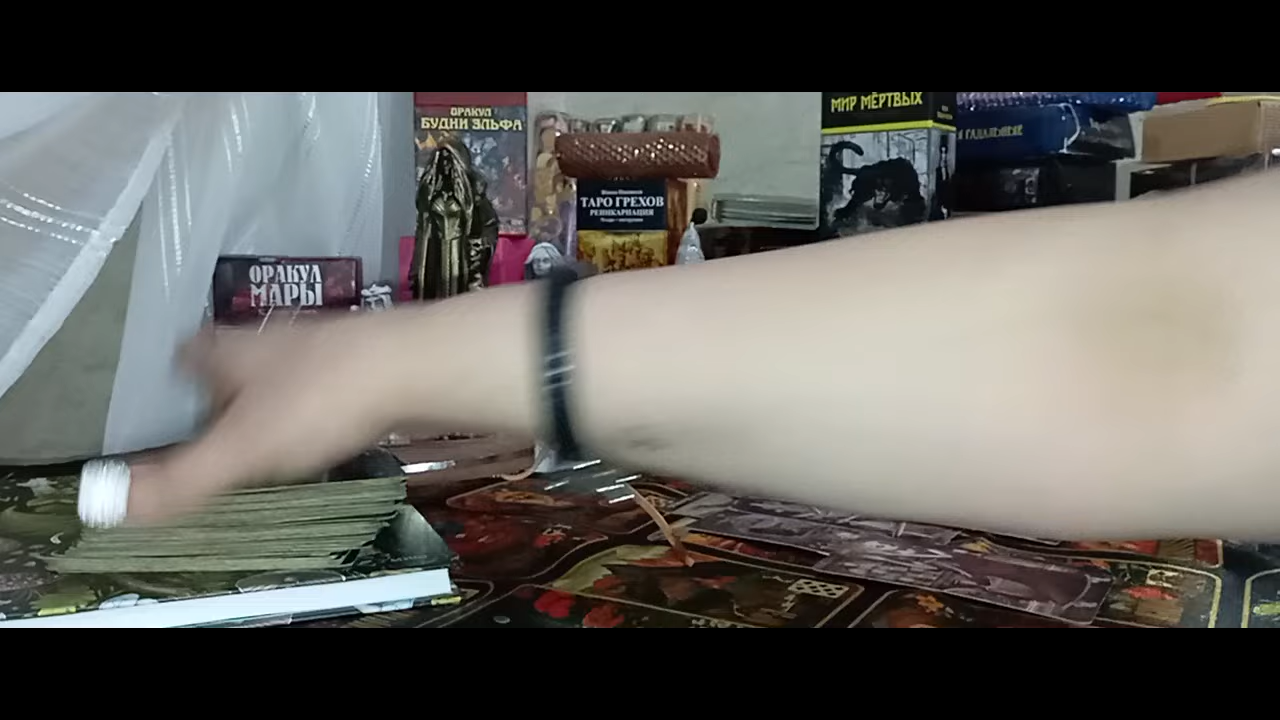 ОРАКУЛ
БУДНИ ЭЛЬФА
МИР МЁРТВЫХ
ГАДАЛЬНЫЕ
ТАРО ГРЕХОВ
РЕИНКАРНАЦИЯ
ОРАКУЛ
МАРЫ